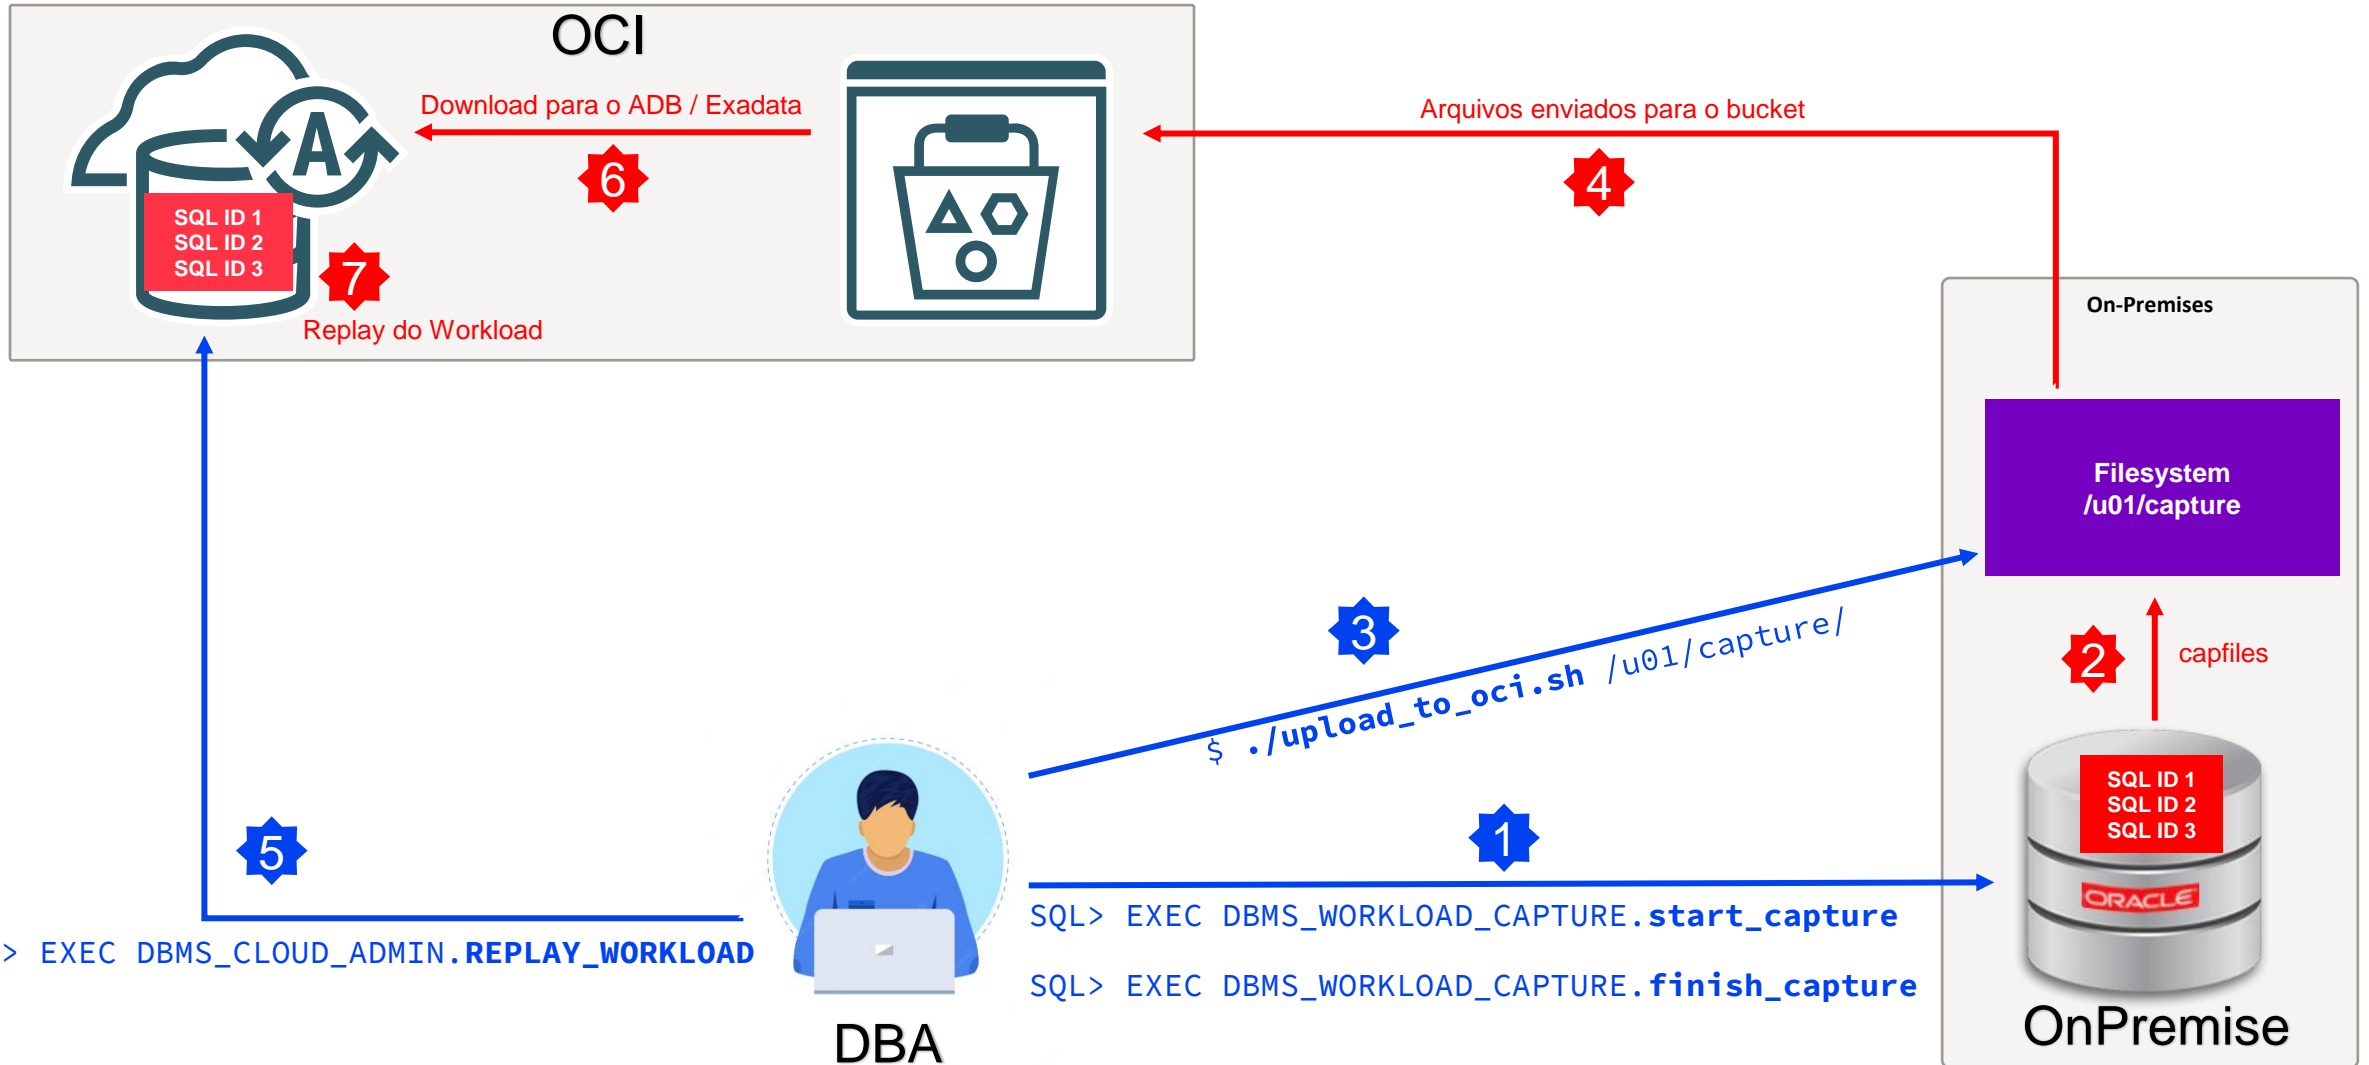 OCI
Download para o ADB / Exadata
6
A
SQL ID 1
SQL ID 2
SQL ID 3
7
Replay do Workload
Arquivos enviados para o bucket
4
On-Premises
Filesystem
/u01/capture
2
capfiles
3
$ ./upload_to_oci.sh /u01/capture/
SQL ID 1
SQL ID 2
SQL ID 3
ORACLE
OnPremise
1
SQL> EXEC DBMS_WORKLOAD_CAPTURE.start_capture
SQL> EXEC DBMS_WORKLOAD_CAPTURE.finish_capture
5
> EXEC DBMS_CLOUD_ADMIN.REPLAY_WORKLOAD
DBA